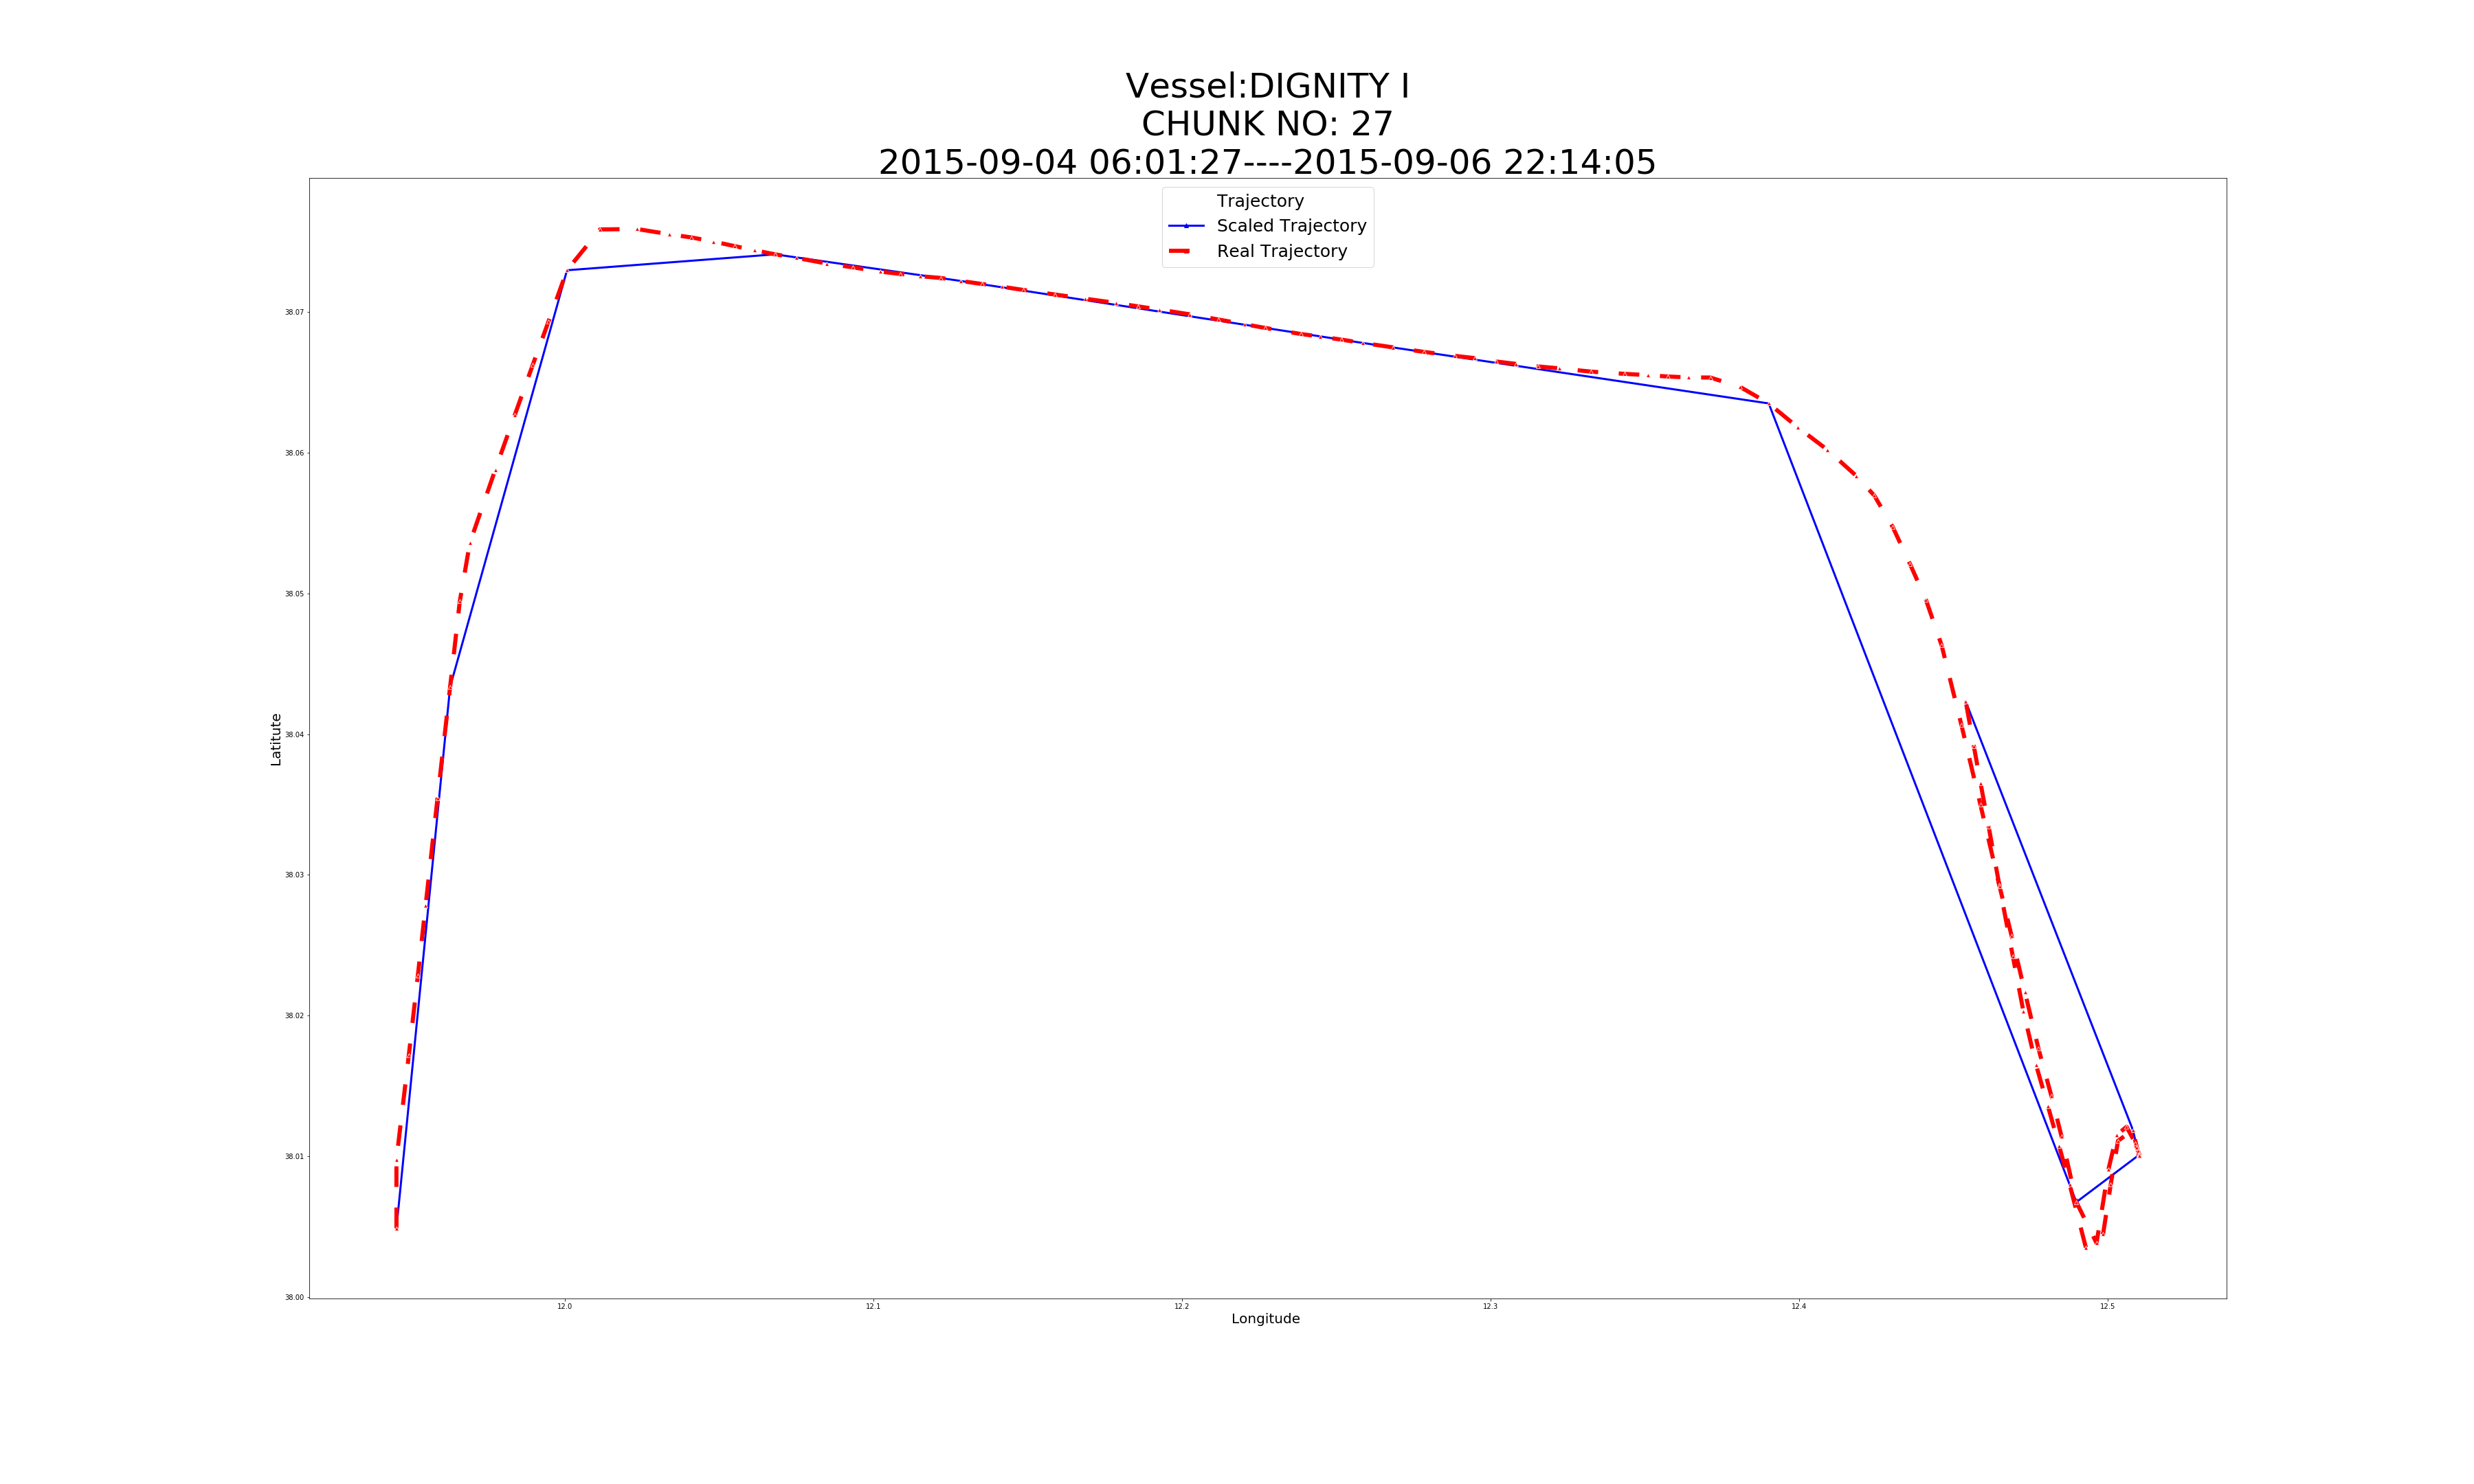 Vessel:DIGNITY I
CHUNK NO: 27
2015-09-04 06:01:27----2015-09-06 22:14:05
Trajectory
Scaled Trajectory
Real Trajectory
38.07
38.06
38.05
38.04
38.03
38.02
38.01
38.00
Latitute
12.0
12.1
12.2
12.3
12.4
12.5
Longitude